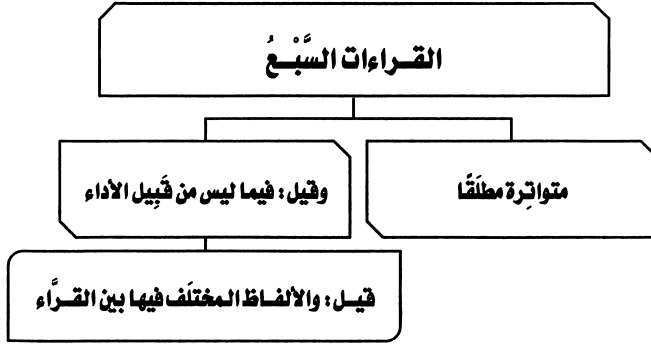 القراءات السَّبْعُ
متواتِرة مطلَقًا
وقيل: فيما ليس من قَبِيل الأداء
قيل: والألفاظ المختلَف فيها بين القرَّاء